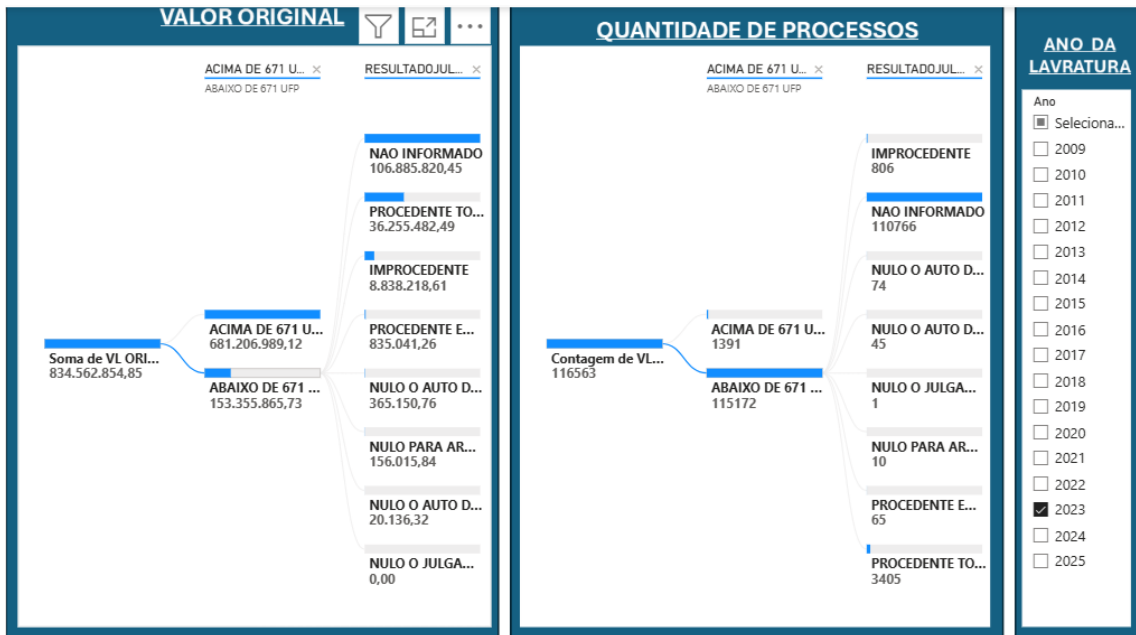 VALOR ORIGINAL
ACIMA DE 671 U... ×
ABAIXO DE 671 UFP
RESULTADOJUL... ×
NAO INFORMADO
106.885.820,45
PROCEDENTE TO...
36.255.482,49
IMPROCEDENTE
8.838.218,61
PROCEDENTE E...
835.041,26
NULO O AUTO D...
365.150,76
NULO PARA AR...
156.015,84
NULO O AUTO D...
20.136,32
NULO O JULGA...
0,00
ACIMA DE 671 U...
681.206.989,12
ABAIXO DE 671 ...
153.355.865,73
Soma de VL ORI...
834.562.854,85
QUANTIDADE DE PROCESSOS
ACIMA DE 671 U... ×
ABAIXO DE 671 UFP
RESULTADOJUL... ×
IMPROCEDENTE
806
NAO INFORMADO
110766
NULO O AUTO D...
74
NULO O AUTO D...
45
NULO O JULGA...
1
NULO PARA AR...
10
PROCEDENTE E...
65
PROCEDENTE TO...
3405
ACIMA DE 671 U...
1391
ABAIXO DE 671 ...
115172
Contagem de VL...
116563
ANO DA
LAVRATURA
Ano
Seleciona...
2009
2010
2011
2012
2013
2014
2015
2016
2017
2018
2019
2020
2021
2022
2023
2024
2025